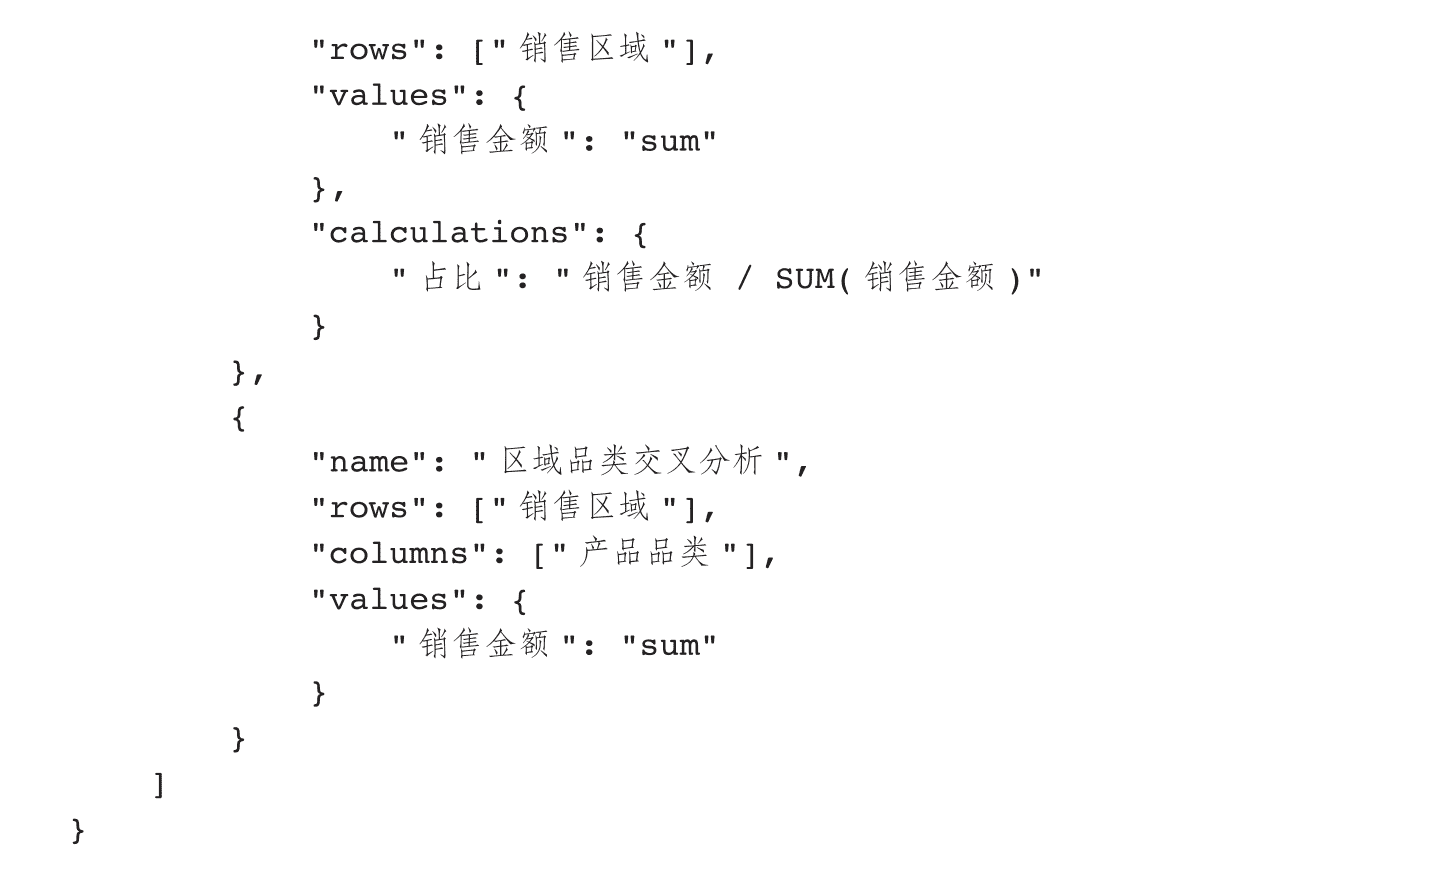 "rows": ["销售区域"],
"values": {
"销售金额": "sum"
},
"calculations": {
"占比": "销售金额 / SUM(销售金额)"
}
},
{
"name": "区域品类交叉分析",
"rows": ["销售区域"],
"columns": ["产品品类"],
"values": {
"销售金额": "sum"
}
}
]
}